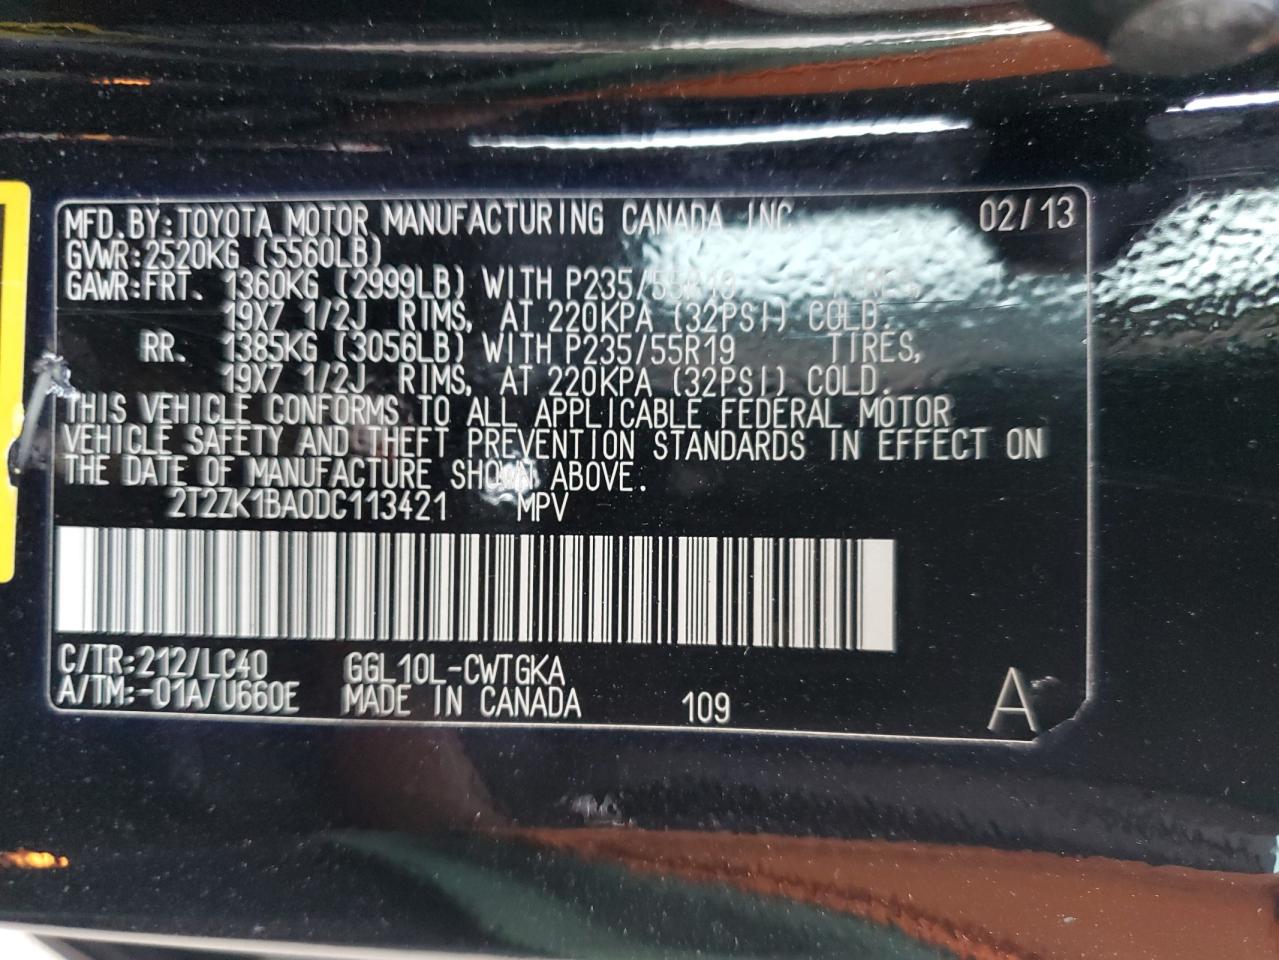 MFD. BY: TOYOTA MOTOR MANUFACTURING CANADA INC. 02/13
GVWR: 2520KG (5560LB)
GAWR: FRT. 1360KG (2999LB) WITH P235/55R19 TIRES,
19X7 1/2J RIMS, AT 220KPA (32PSI) COLD.
RR. 1385KG (3056LB) WITH P235/55R19 TIRES,
19X7 1/2J RIMS, AT 220KPA (32PSI) COLD.
THIS VEHICLE CONFORMS TO ALL APPLICABLE FEDERAL MOTOR
VEHICLE SAFETY AND THEFT PREVENTION STANDARDS IN EFFECT ON
THE DATE OF MANUFACTURE SHOWN ABOVE.
2T2ZK1BA0DC113421 MPV
C/TR: 212/LC40 GGL10L-CWTGKA
A/TM: -01A/U660E MADE IN CANADA 109 A